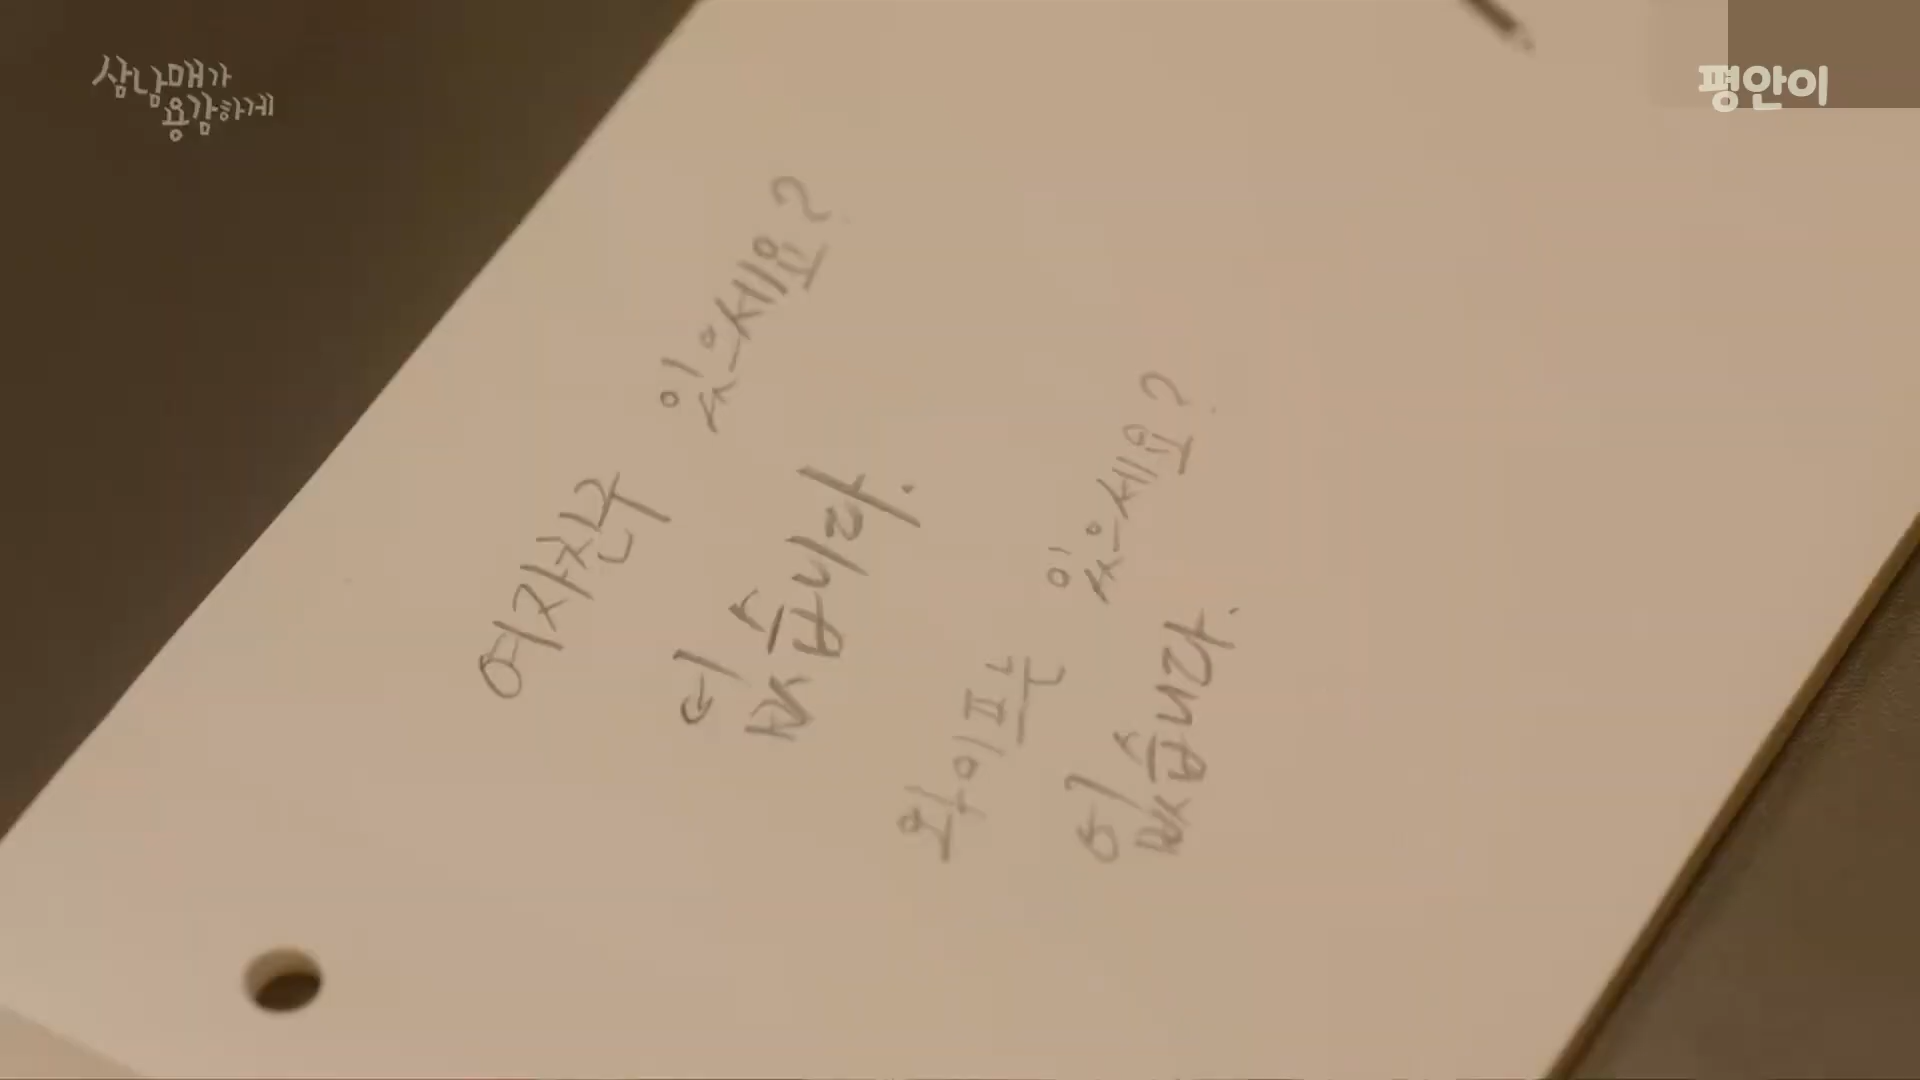 삼남매가
용감하게
평안이
여자친구 있으세요?
없습니다.
와이프는 있으세요?
없습니다.